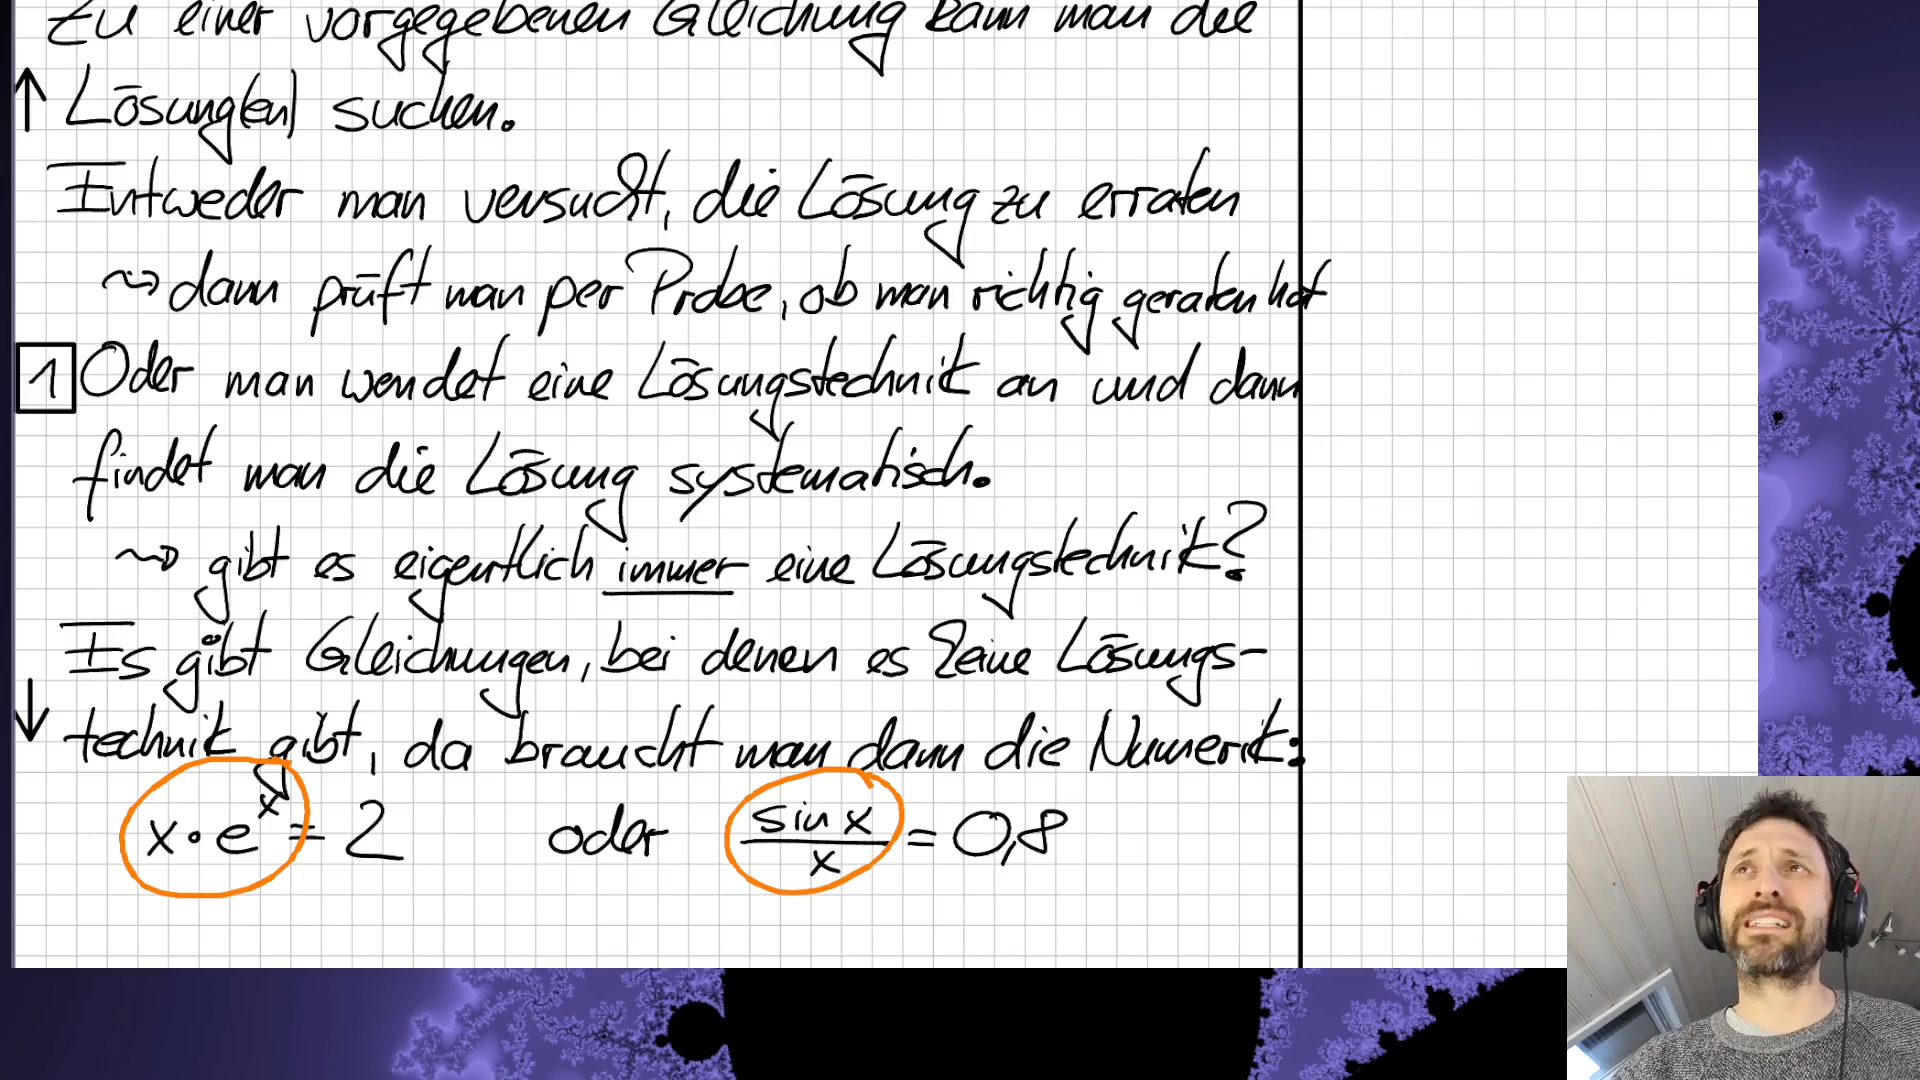 Zu einer vorgegebenen Gleichung kann man die
↑ Lösung(en) suchen.
Entweder man versucht, die Lösung zu erraten
⇝ dann prüft man per Probe, ob man richtig geraten hat
1 Oder man wendet eine Lösungstechnik an und dann
findet man die Lösung systematisch.
⇝ gibt es eigentlich immer eine Lösungstechnik?
Es gibt Gleichungen, bei denen es keine Lösungs-
↓ technik gibt, da braucht man dann die Numerik:
x · e^x = 2 oder sin x / x = 0,8